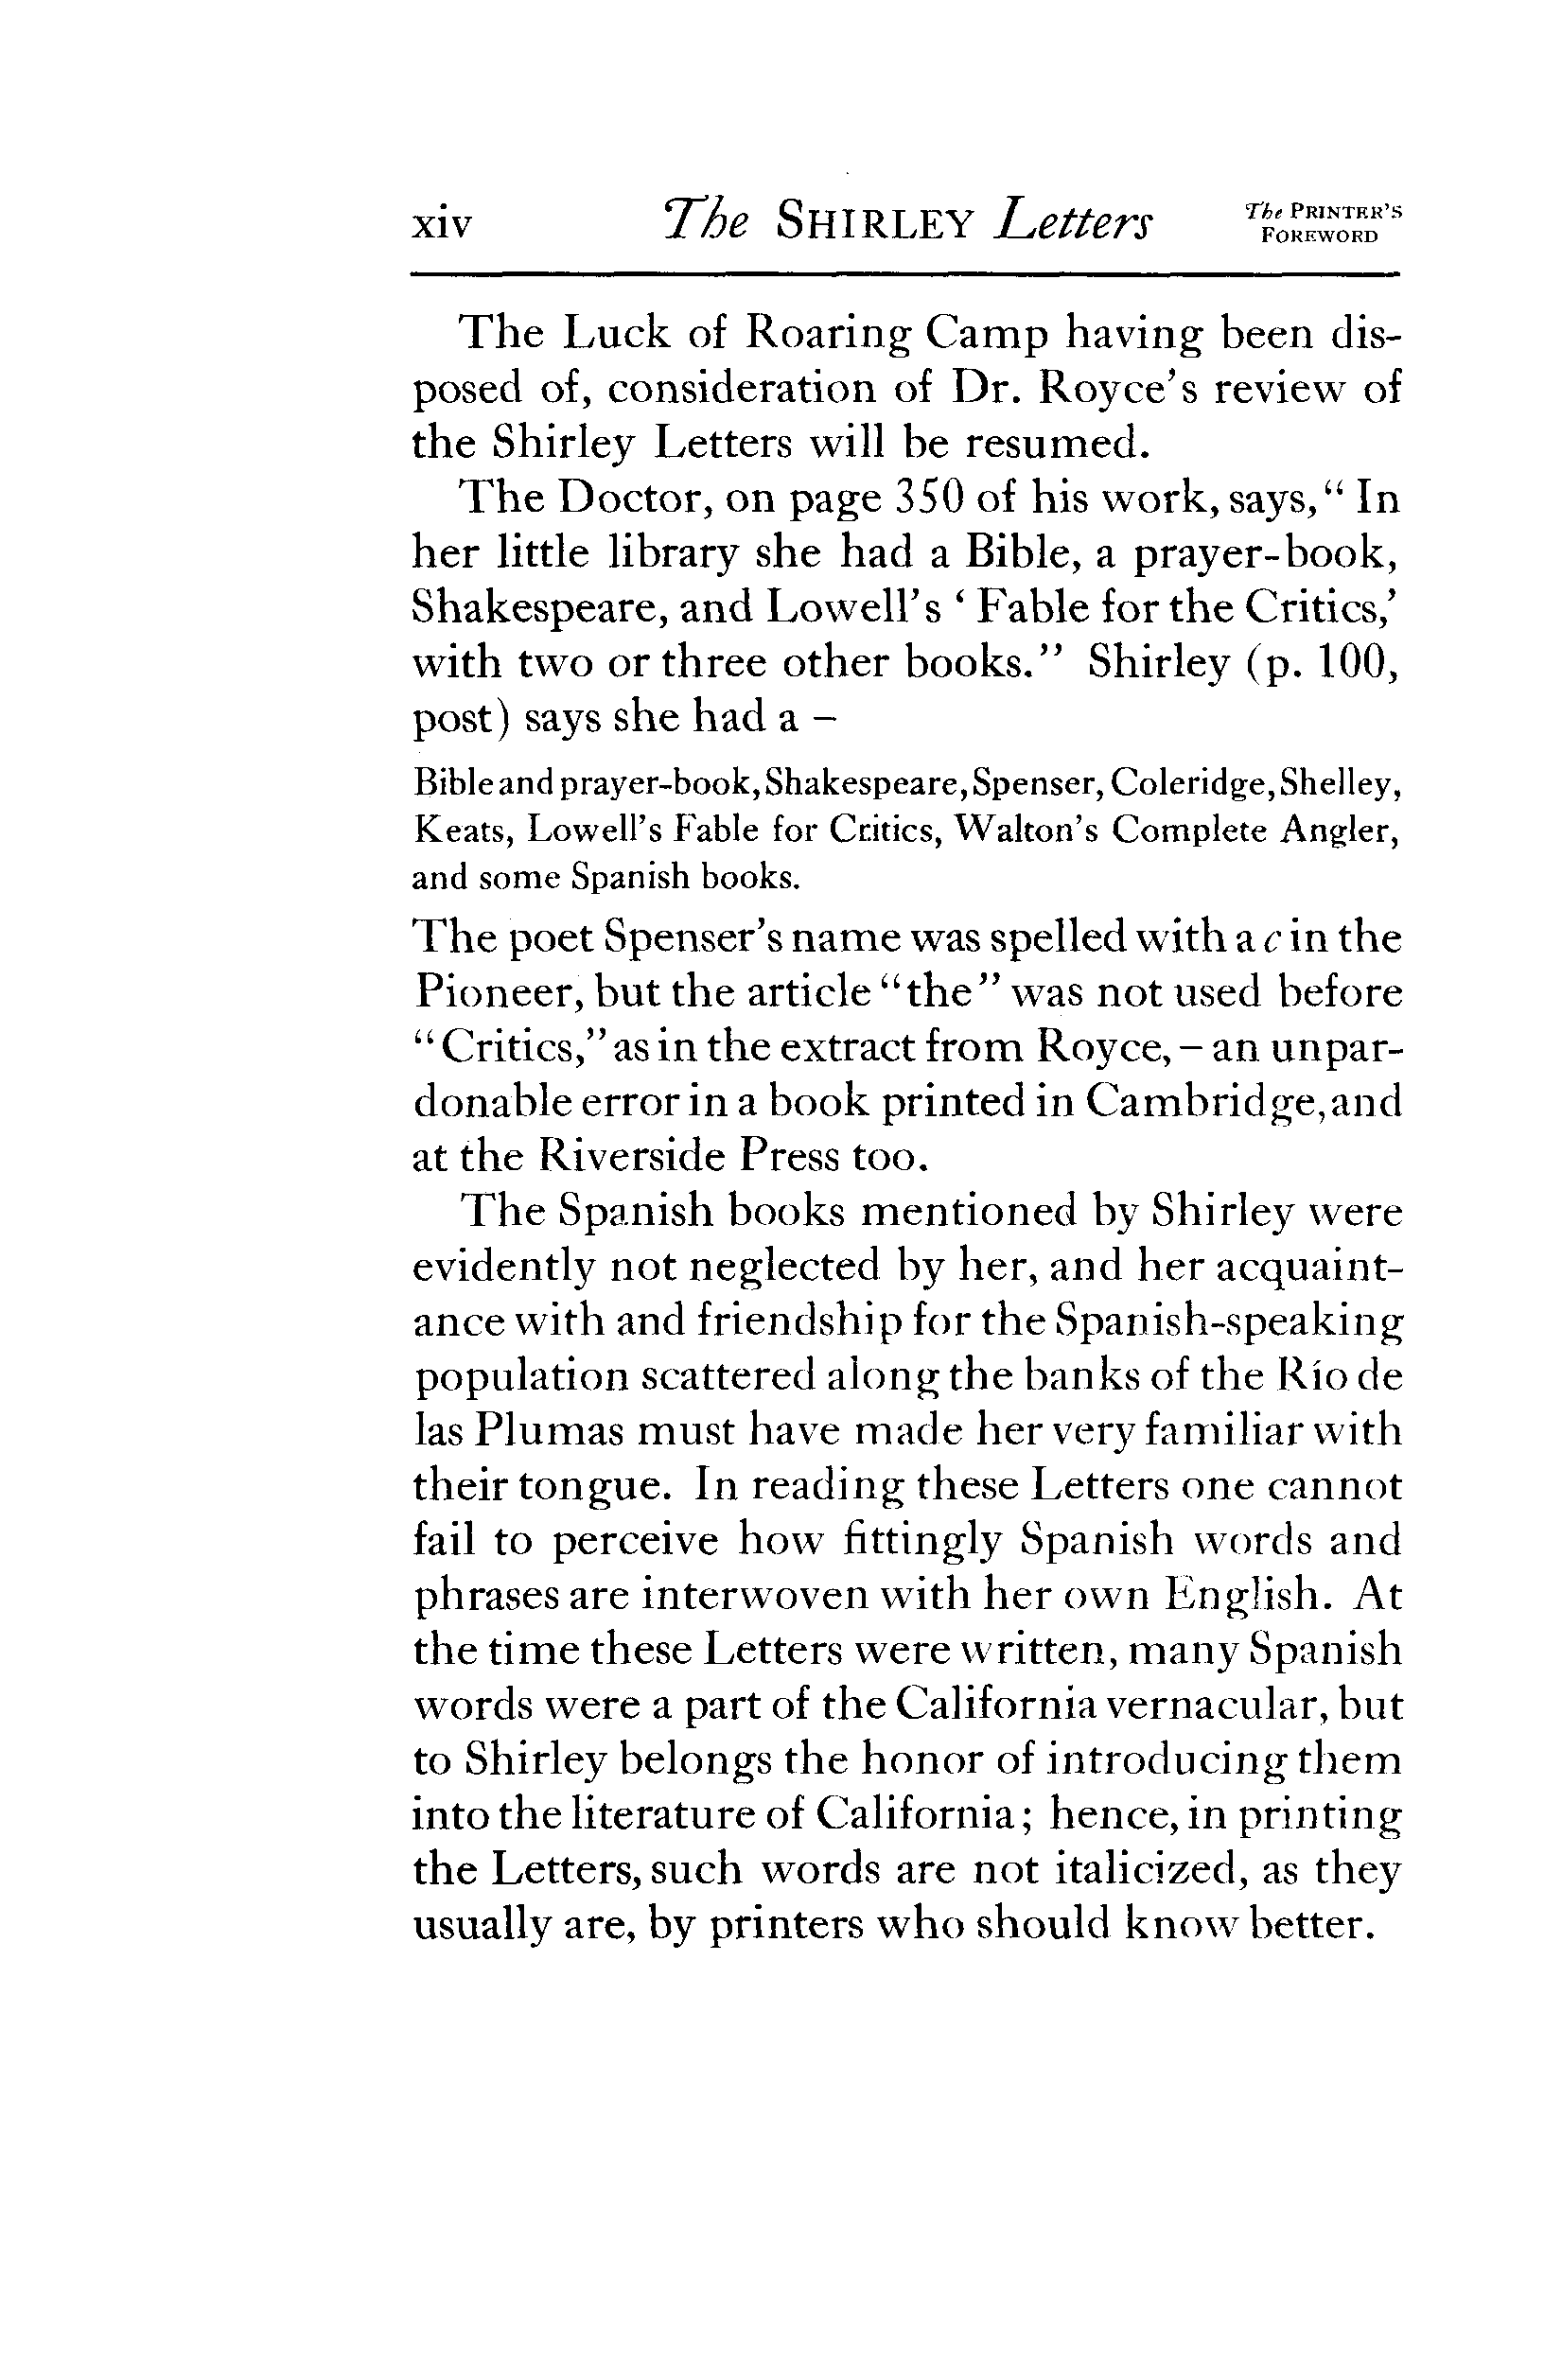 xiv The SHIRLEY Letters The PRINTER'S FOREWORD
The Luck of Roaring Camp having been dis-
posed of, consideration of Dr. Royce's review of
the Shirley Letters will be resumed.
The Doctor, on page 350 of his work, says, “ In
her little library she had a Bible, a prayer-book,
Shakespeare, and Lowell's ‘ Fable for the Critics,’
with two or three other books.” Shirley (p. 100,
post) says she had a –
Bible and prayer-book, Shakespeare, Spenser, Coleridge, Shelley,
Keats, Lowell's Fable for Critics, Walton's Complete Angler,
and some Spanish books.
The poet Spenser's name was spelled with a c in the
Pioneer, but the article “the” was not used before
“Critics,” as in the extract from Royce, – an unpar-
donable error in a book printed in Cambridge, and
at the Riverside Press too.
The Spanish books mentioned by Shirley were
evidently not neglected by her, and her acquaint-
ance with and friendship for the Spanish-speaking
population scattered along the banks of the Río de
las Plumas must have made her very familiar with
their tongue. In reading these Letters one cannot
fail to perceive how fittingly Spanish words and
phrases are interwoven with her own English. At
the time these Letters were written, many Spanish
words were a part of the California vernacular, but
to Shirley belongs the honor of introducing them
into the literature of California; hence, in printing
the Letters, such words are not italicized, as they
usually are, by printers who should know better.